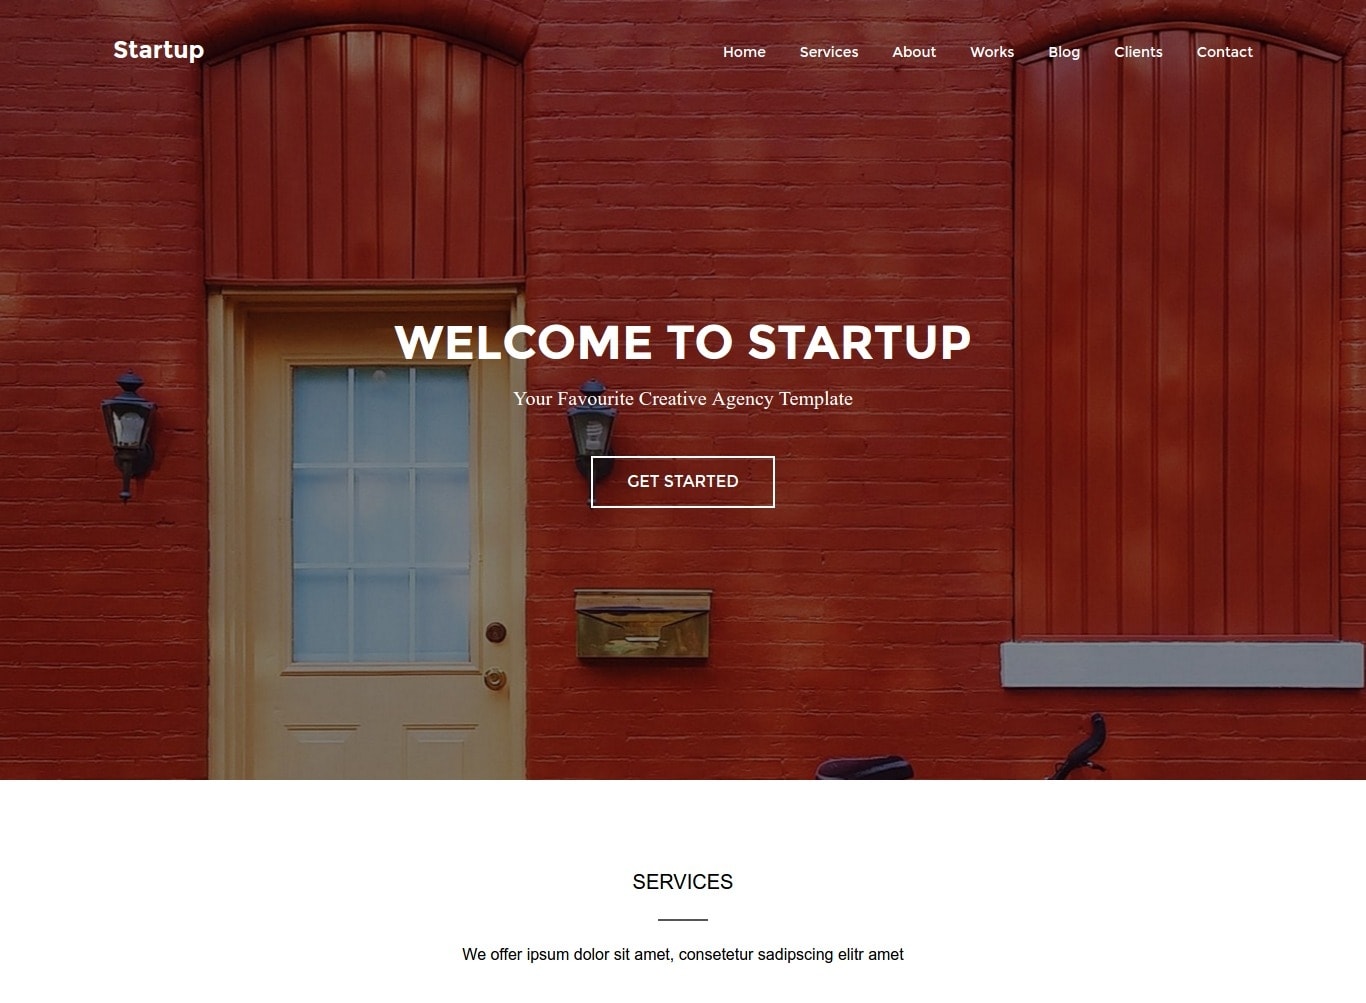 Startup
Home Services About Works Blog Clients Contact
WELCOME TO STARTUP
Your Favourite Creative Agency Template
GET STARTED
SERVICES
We offer ipsum dolor sit amet, consetetur sadipscing elitr amet